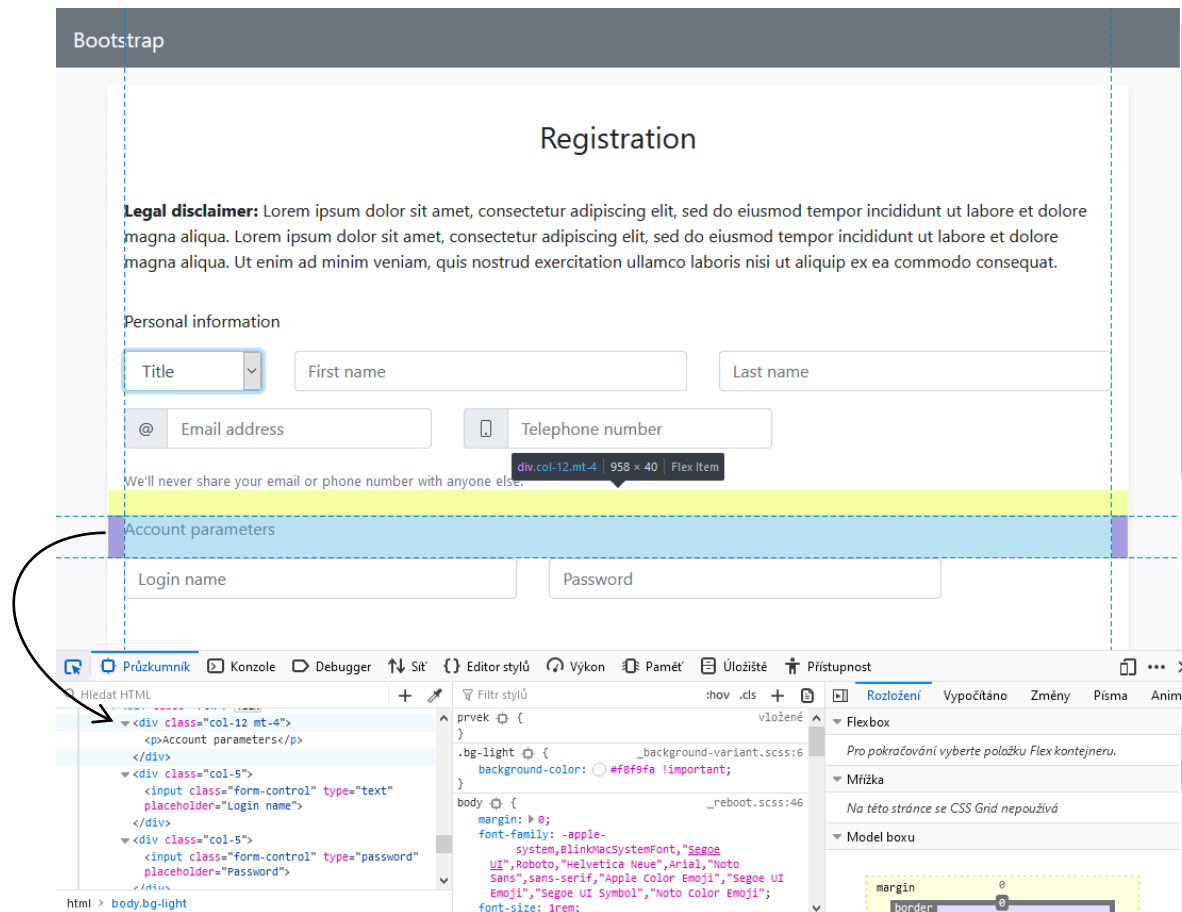 Bootstrap
Registration
Legal disclaimer: Lorem ipsum dolor sit amet, consectetur adipiscing elit, sed do eiusmod tempor incididunt ut labore et dolore
magna aliqua. Lorem ipsum dolor sit amet, consectetur adipiscing elit, sed do eiusmod tempor incididunt ut labore et dolore
magna aliqua. Ut enim ad minim veniam, quis nostrud exercitation ullamco laboris nisi ut aliquip ex ea commodo consequat.
Personal information
Title First name Last name
@ Email address Telephone number
div.col-12.mt-4 958 × 40 Flex Item
We'll never share your email or phone number with anyone else.
Account parameters
Login name Password
Průzkumník Konzole Debugger Síť {} Editor stylů Výkon Paměť Úložiště Přístupnost
Hledat HTML
<div class="col-12 mt-4">
<p>Account parameters</p>
</div>
<div class="col-5">
<input class="form-control" type="text"
placeholder="Login name">
</div>
<div class="col-5">
<input class="form-control" type="password"
placeholder="Password">
</div>
html > body.bg-light
Filtr stylů :hov .cls +
prvek { vložené
}
.bg-light { _background-variant.scss:6
background-color: #f8f9fa !important;
}
body { _reboot.scss:46
margin: 0;
font-family: -apple-
system,BlinkMacSystemFont,"Segoe
UI",Roboto,"Helvetica Neue",Arial,"Noto
Sans",sans-serif,"Apple Color Emoji","Segoe UI
Emoji","Segoe UI Symbol","Noto Color Emoji";
font-size: 1rem;
Rozložení Vypočítáno Změny Písma Anim
Flexbox
Pro pokračování vyberte položku Flex kontejneru.
Mřížka
Na této stránce se CSS Grid nepoužívá
Model boxu
margin 0
border 0